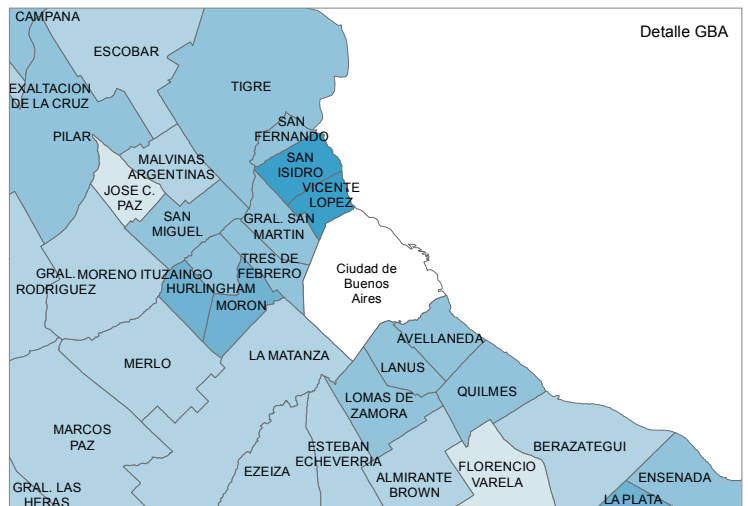 CAMPANA
Detalle GBA
ESCOBAR
TIGRE
EXALTACION
DE LA CRUZ
PILAR
SAN
FERNANDO
MALVINAS
ARGENTINAS
SAN
ISIDRO
JOSE C.
PAZ
VICENTE
LOPEZ
SAN
MIGUEL
GRAL. SAN
MARTIN
GRAL.
RODRIGUEZ
MORENO
ITUZAINGO
HURLINGHAM
TRES DE
FEBRERO
MORON
Ciudad de
Buenos
Aires
AVELLANEDA
MERLO
LA MATANZA
LANUS
QUILMES
LOMAS DE
ZAMORA
MARCOS
PAZ
ESTEBAN
ECHEVERRIA
BERAZATEGUI
EZEIZA
ALMIRANTE
BROWN
FLORENCIO
VARELA
ENSENADA
GRAL. LAS
HERAS
LA PLATA